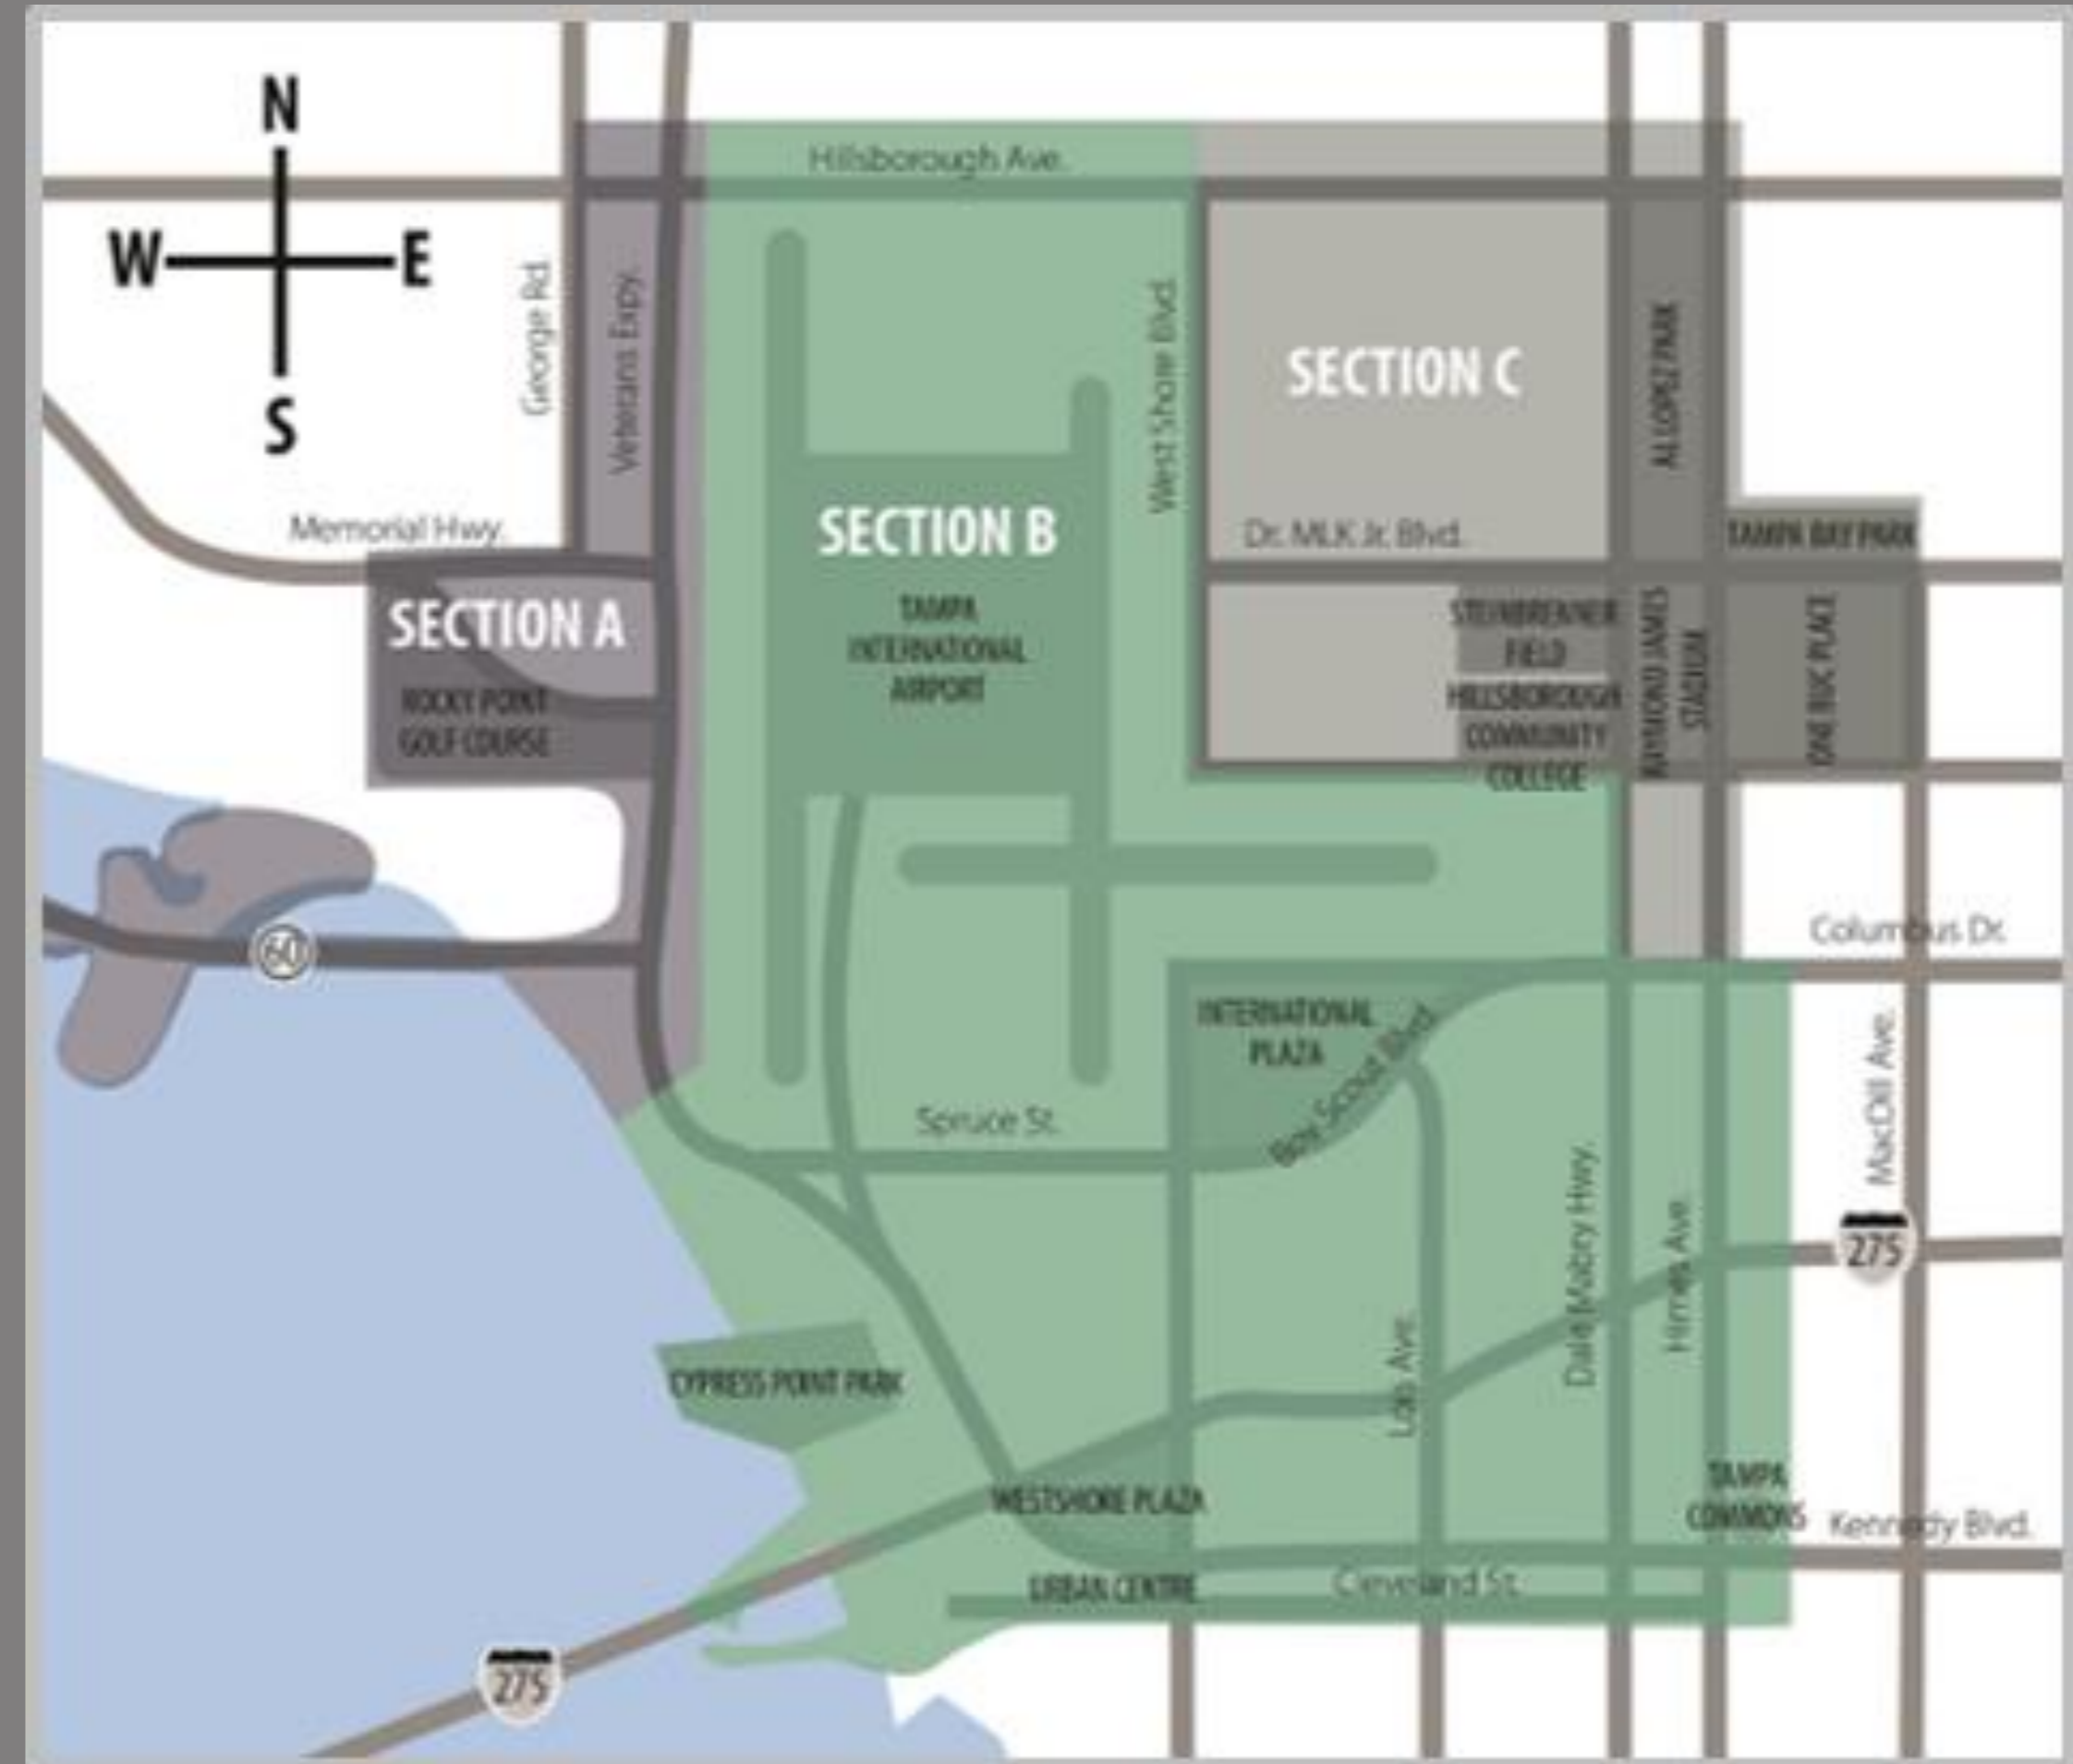 N
Hillsborough Ave.
W
E
George Rd.
Veterans Expy.
West Shore Blvd.
SECTION C
AL LOPEZ PARK
S
Memorial Hwy.
SECTION B
Dr. MLK Jr. Blvd.
TAMPA BAY PARK
SECTION A
TAMPA
INTERNATIONAL
AIRPORT
STEINBRENNER
FIELD
HILLSBOROUGH
COMMUNITY
COLLEGE
RAYMOND JAMES
STADIUM
ONE BUC PLACE
ROCKY POINT
GOLF COURSE
60
Columbus Dr.
INTERNATIONAL
PLAZA
Boy Scout Blvd.
MacDill Ave.
Spruce St.
Dale Mabry Hwy.
Himes Ave.
275
Lois Ave.
CYPRESS POINT PARK
WESTSHORE PLAZA
TAMPA
COMMONS
Kennedy Blvd.
URBAN CENTRE
Cleveland St.
275